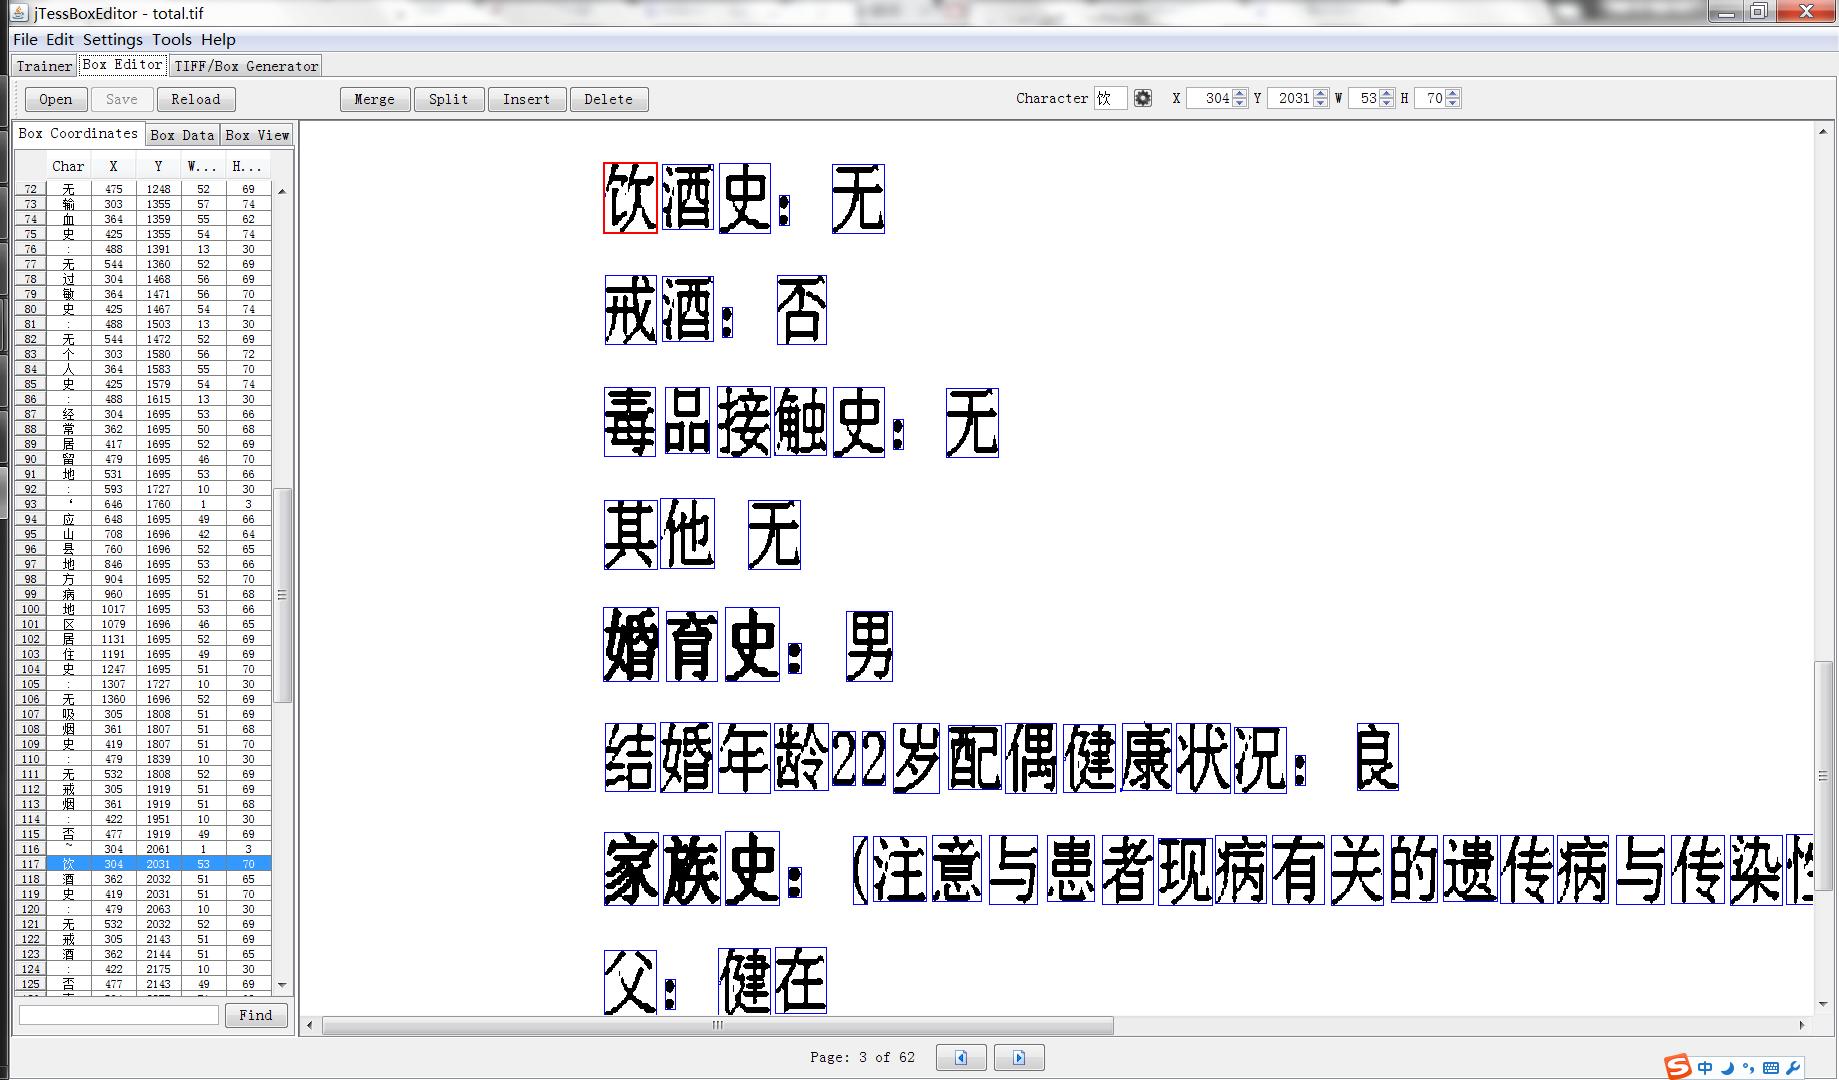 jTessBoxEditor - total.tif
File Edit Settings Tools Help
Trainer Box Editor TIFF/Box Generator
Open Save Reload Merge Split Insert Delete Character 饮 X 304 Y 2031 W 53 H 70
Box Coordinates Box Data Box View
Char X Y W... H...
72 无 475 1248 52 69
73 输 303 1355 57 74
74 血 364 1359 55 62
75 史 425 1355 54 74
76 : 488 1391 13 30
77 无 544 1360 52 69
78 过 304 1468 56 69
79 敏 364 1471 56 70
80 史 425 1467 54 74
81 : 488 1503 13 30
82 无 544 1472 52 69
83 个 303 1580 56 72
84 人 364 1583 55 70
85 史 425 1579 54 74
86 : 488 1615 13 30
87 经 304 1695 53 66
88 常 362 1695 50 68
89 居 417 1695 52 69
90 留 479 1695 46 70
91 地 531 1695 53 66
92 : 593 1727 10 30
93 ‘ 646 1760 1 3
94 应 648 1695 49 66
95 山 708 1696 42 64
96 县 760 1696 52 65
97 地 846 1695 53 66
98 方 904 1695 52 70
99 病 960 1695 51 68
100 地 1017 1695 53 66
101 区 1079 1696 46 65
102 居 1131 1695 52 69
103 住 1191 1695 49 69
104 史 1247 1695 51 70
105 : 1307 1727 10 30
106 无 1360 1696 52 69
107 吸 305 1808 51 69
108 烟 361 1807 51 68
109 史 419 1807 51 70
110 : 479 1839 10 30
111 无 532 1808 52 69
112 戒 305 1919 51 69
113 烟 361 1919 51 68
114 : 422 1951 10 30
115 否 477 1919 49 69
116 ~ 304 2061 1 3
117 饮 304 2031 53 70
118 酒 362 2032 51 65
119 史 419 2031 51 70
120 : 479 2063 10 30
121 无 532 2032 52 69
122 戒 305 2143 51 69
123 酒 362 2144 51 65
124 : 422 2175 10 30
125 否 477 2143 49 69
Find
饮酒史: 无
戒酒: 否
毒品接触史: 无
其他 无
婚育史: 男
结婚年龄22岁配偶健康状况: 良
家族史: (注意与患者现病有关的遗传病与传染
父: 健在
Page: 3 of 62
中